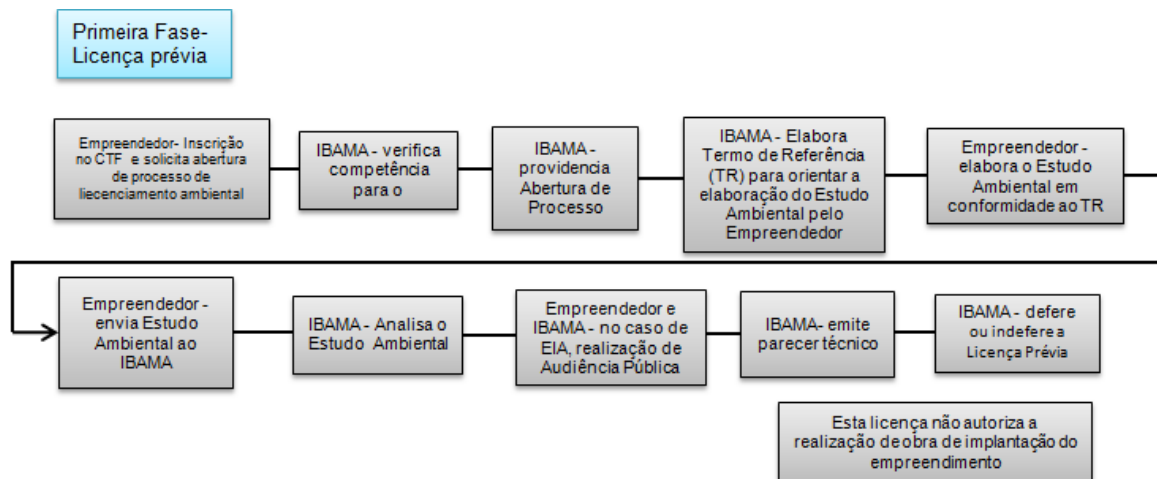 Primeira Fase-
Licença prévia
Empreendedor- Inscrição
no CTF e solicita abertura
de processo de
liecenciamento ambiental
IBAMA - verifica
competência
para o
IBAMA -
providencia
Abertura de
Processo
IBAMA - Elabora
Termo de Referência
(TR) para orientar a
elaboração do Estudo
Ambiental pelo
Empreendedor
Empreendedor -
elabora o Estudo
Ambiental em
conformidade ao TR
Empreendedor -
envia Estudo
Ambiental ao
IBAMA
IBAMA - Analisa o
Estudo Ambiental
Empreendedor e
IBAMA - no caso de
EIA, realização de
Audiência Pública
IBAMA- emite
parecer técnico
IBAMA - defere
ou indefere a
Licença Prévia
Esta licença não autoriza a
realização de obra de implantação do
empreendimento